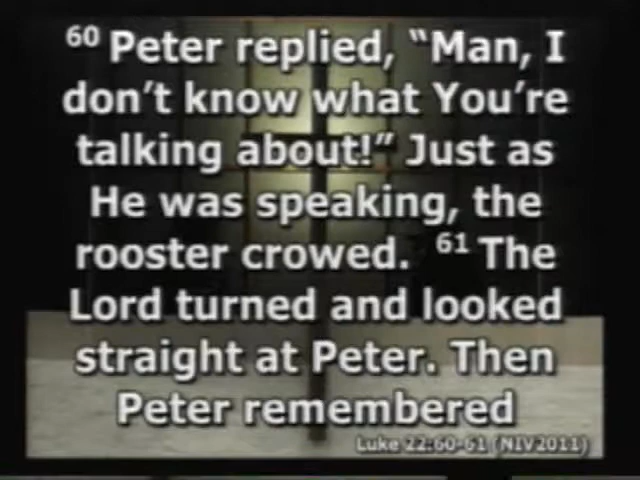 60 Peter replied, “Man, I
don’t know what You’re
talking about!” Just as
He was speaking, the
rooster crowed. 61 The
Lord turned and looked
straight at Peter. Then
Peter remembered
Luke 22:60-61 (NIV2011)